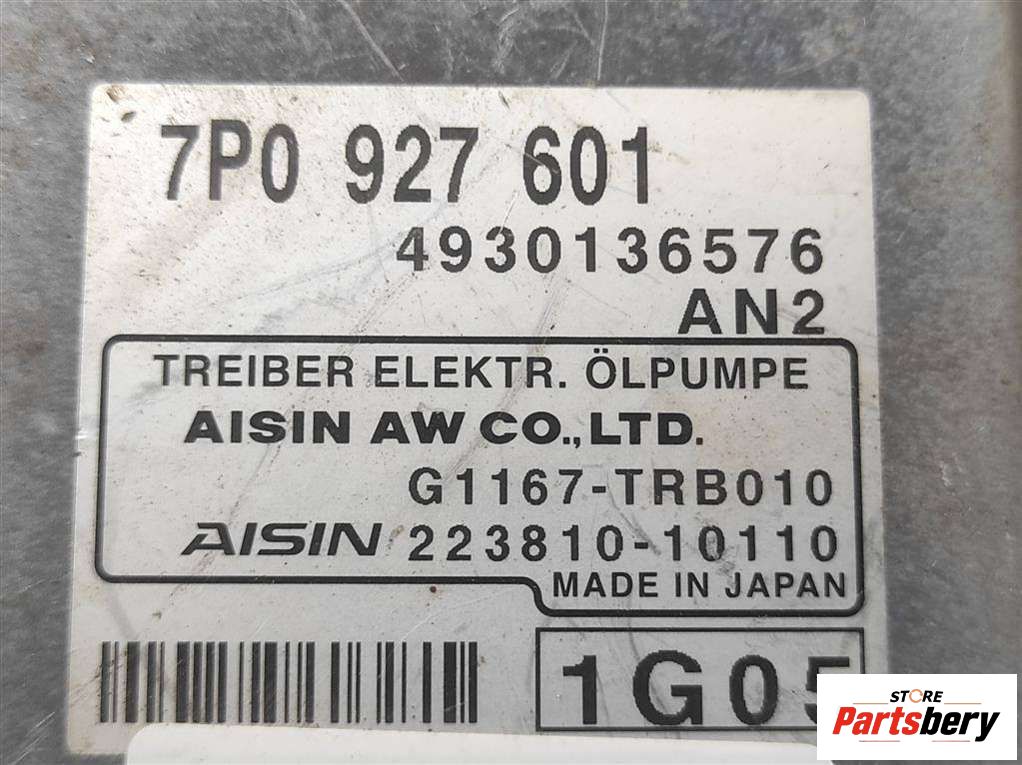 7P0 927 601
4930136576
AN2
TREIBER ELEKTR. ÖLPUMPE
AISIN AW CO.,LTD.
G1167-TRB010
AISIN 223810-10110
MADE IN JAPAN
1G05
STORE
Partsbery